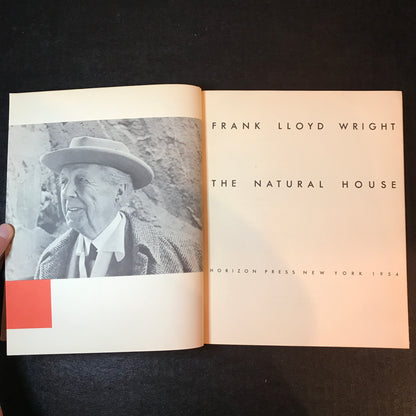 FRANK LLOYD WRIGHT
THE NATURAL HOUSE
HORIZON PRESS NEW YORK 1954